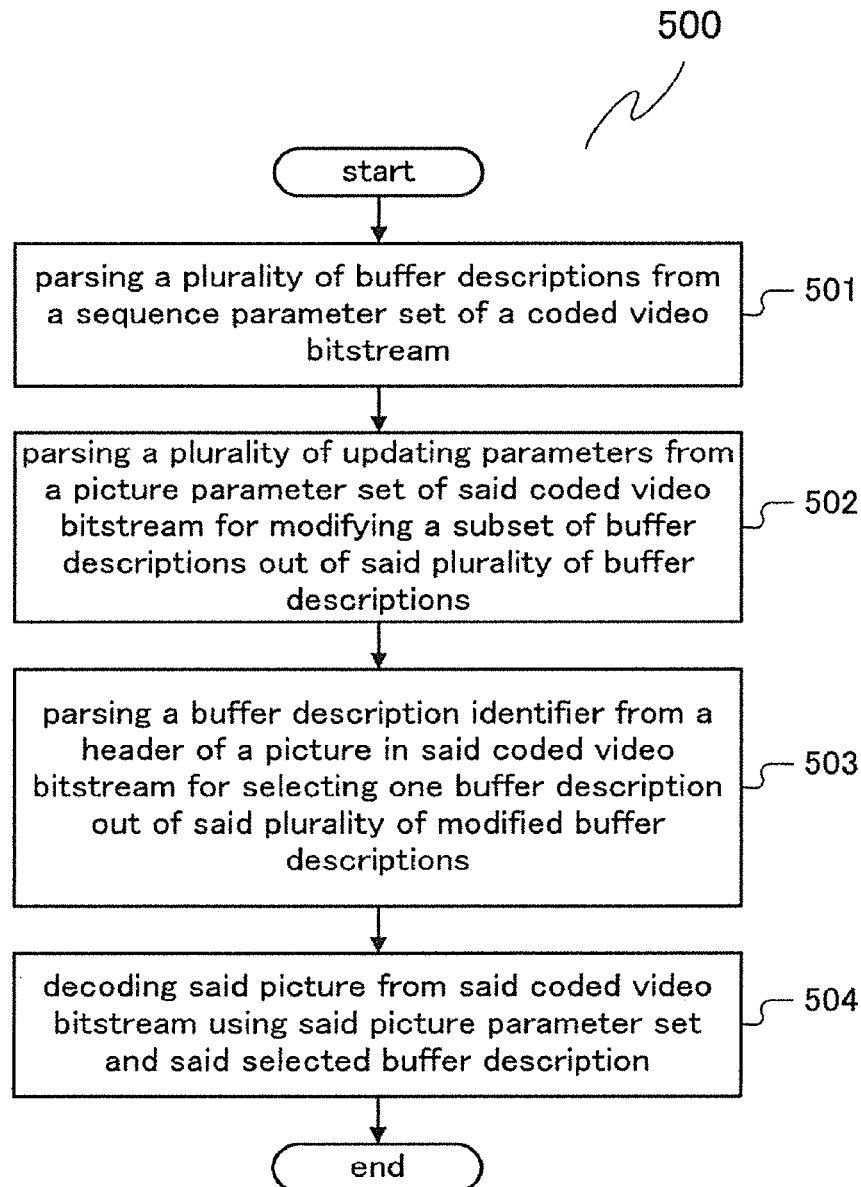 500
start
parsing a plurality of buffer descriptions from
a sequence parameter set of a coded video
bitstream
501
parsing a plurality of updating parameters from
a picture parameter set of said coded video
bitstream for modifying a subset of buffer
descriptions out of said plurality of buffer
descriptions
502
parsing a buffer description identifier from a
header of a picture in said coded video
bitstream for selecting one buffer description
out of said plurality of modified buffer
descriptions
503
decoding said picture from said coded video
bitstream using said picture parameter set
and said selected buffer description
504
end